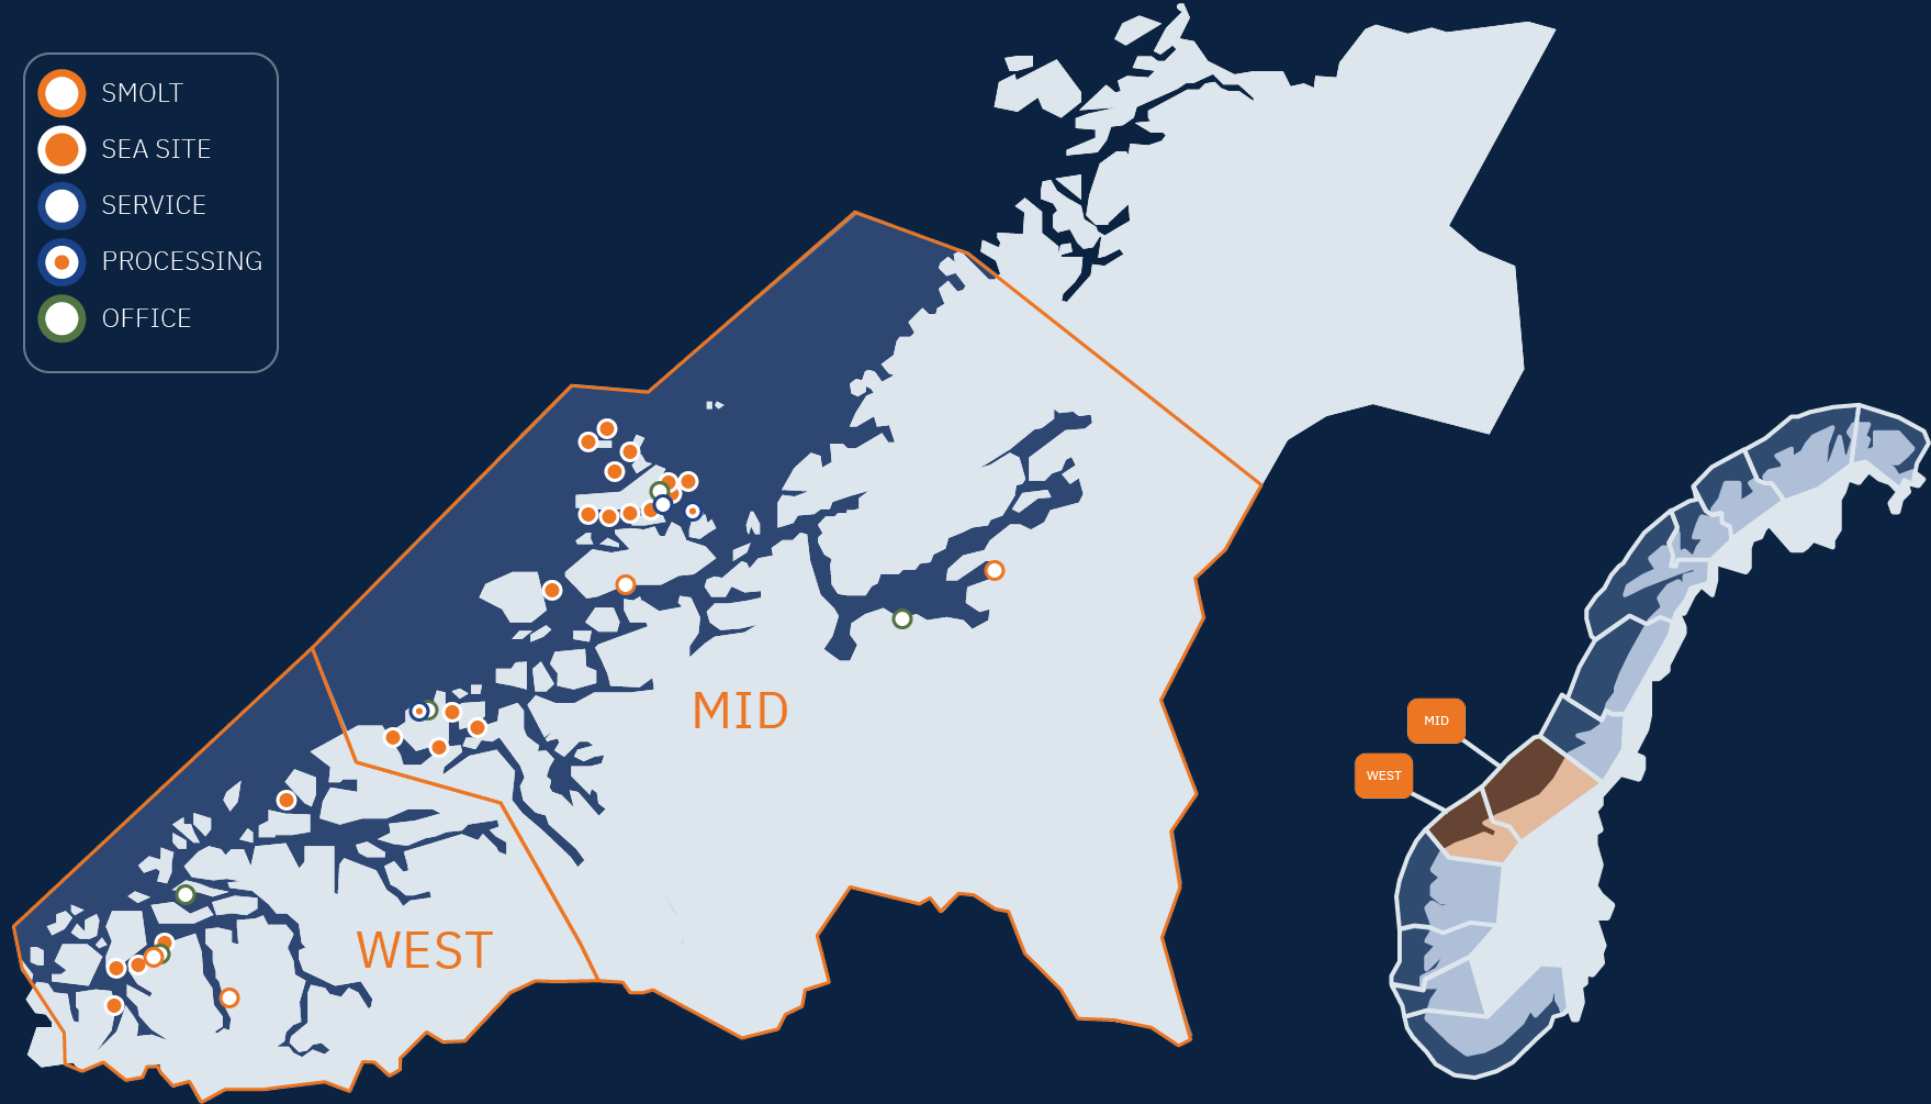 SMOLT
SEA SITE
SERVICE
PROCESSING
OFFICE
MID
WEST
MID
WEST